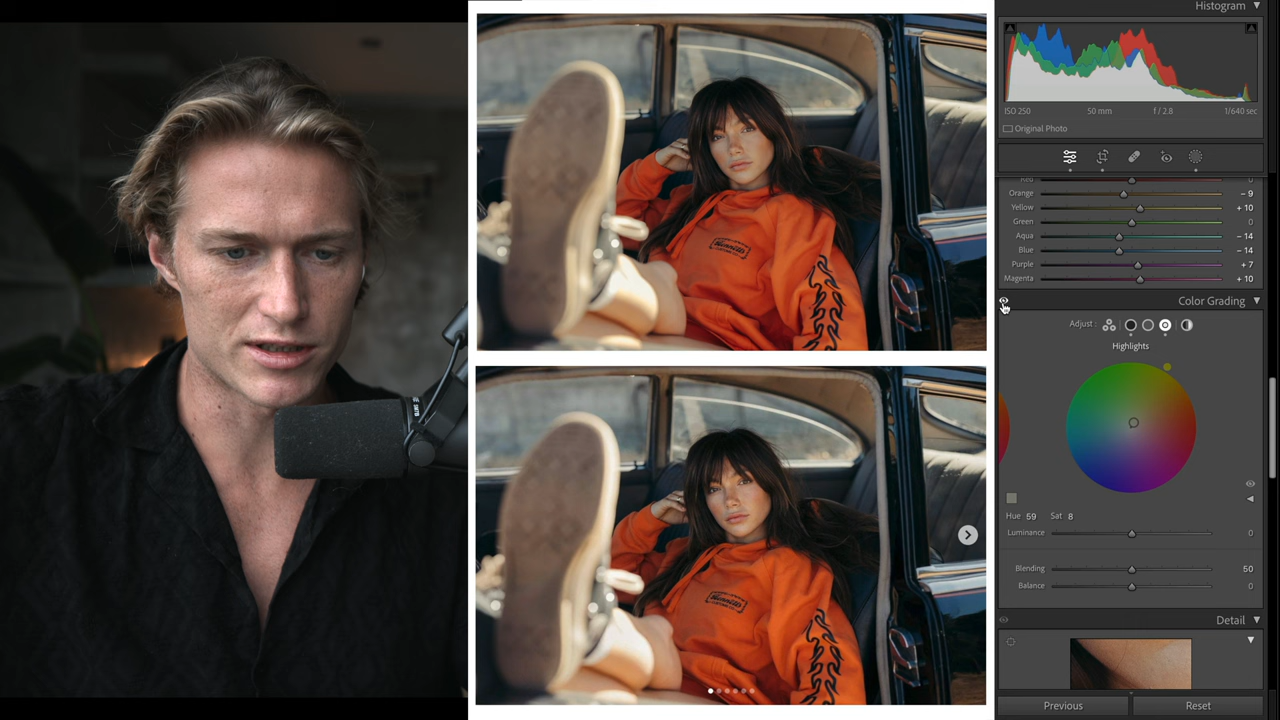 Histogram
ISO 250 50 mm f / 2.8 1/640 sec
Original Photo
Red 0
Orange – 9
Yellow + 10
Green 0
Aqua – 14
Blue – 14
Purple + 7
Magenta + 10
Color Grading
Adjust :
Highlights
Hue 59 Sat 8
Luminance 0
Blending 50
Balance 0
Detail
Previous Reset